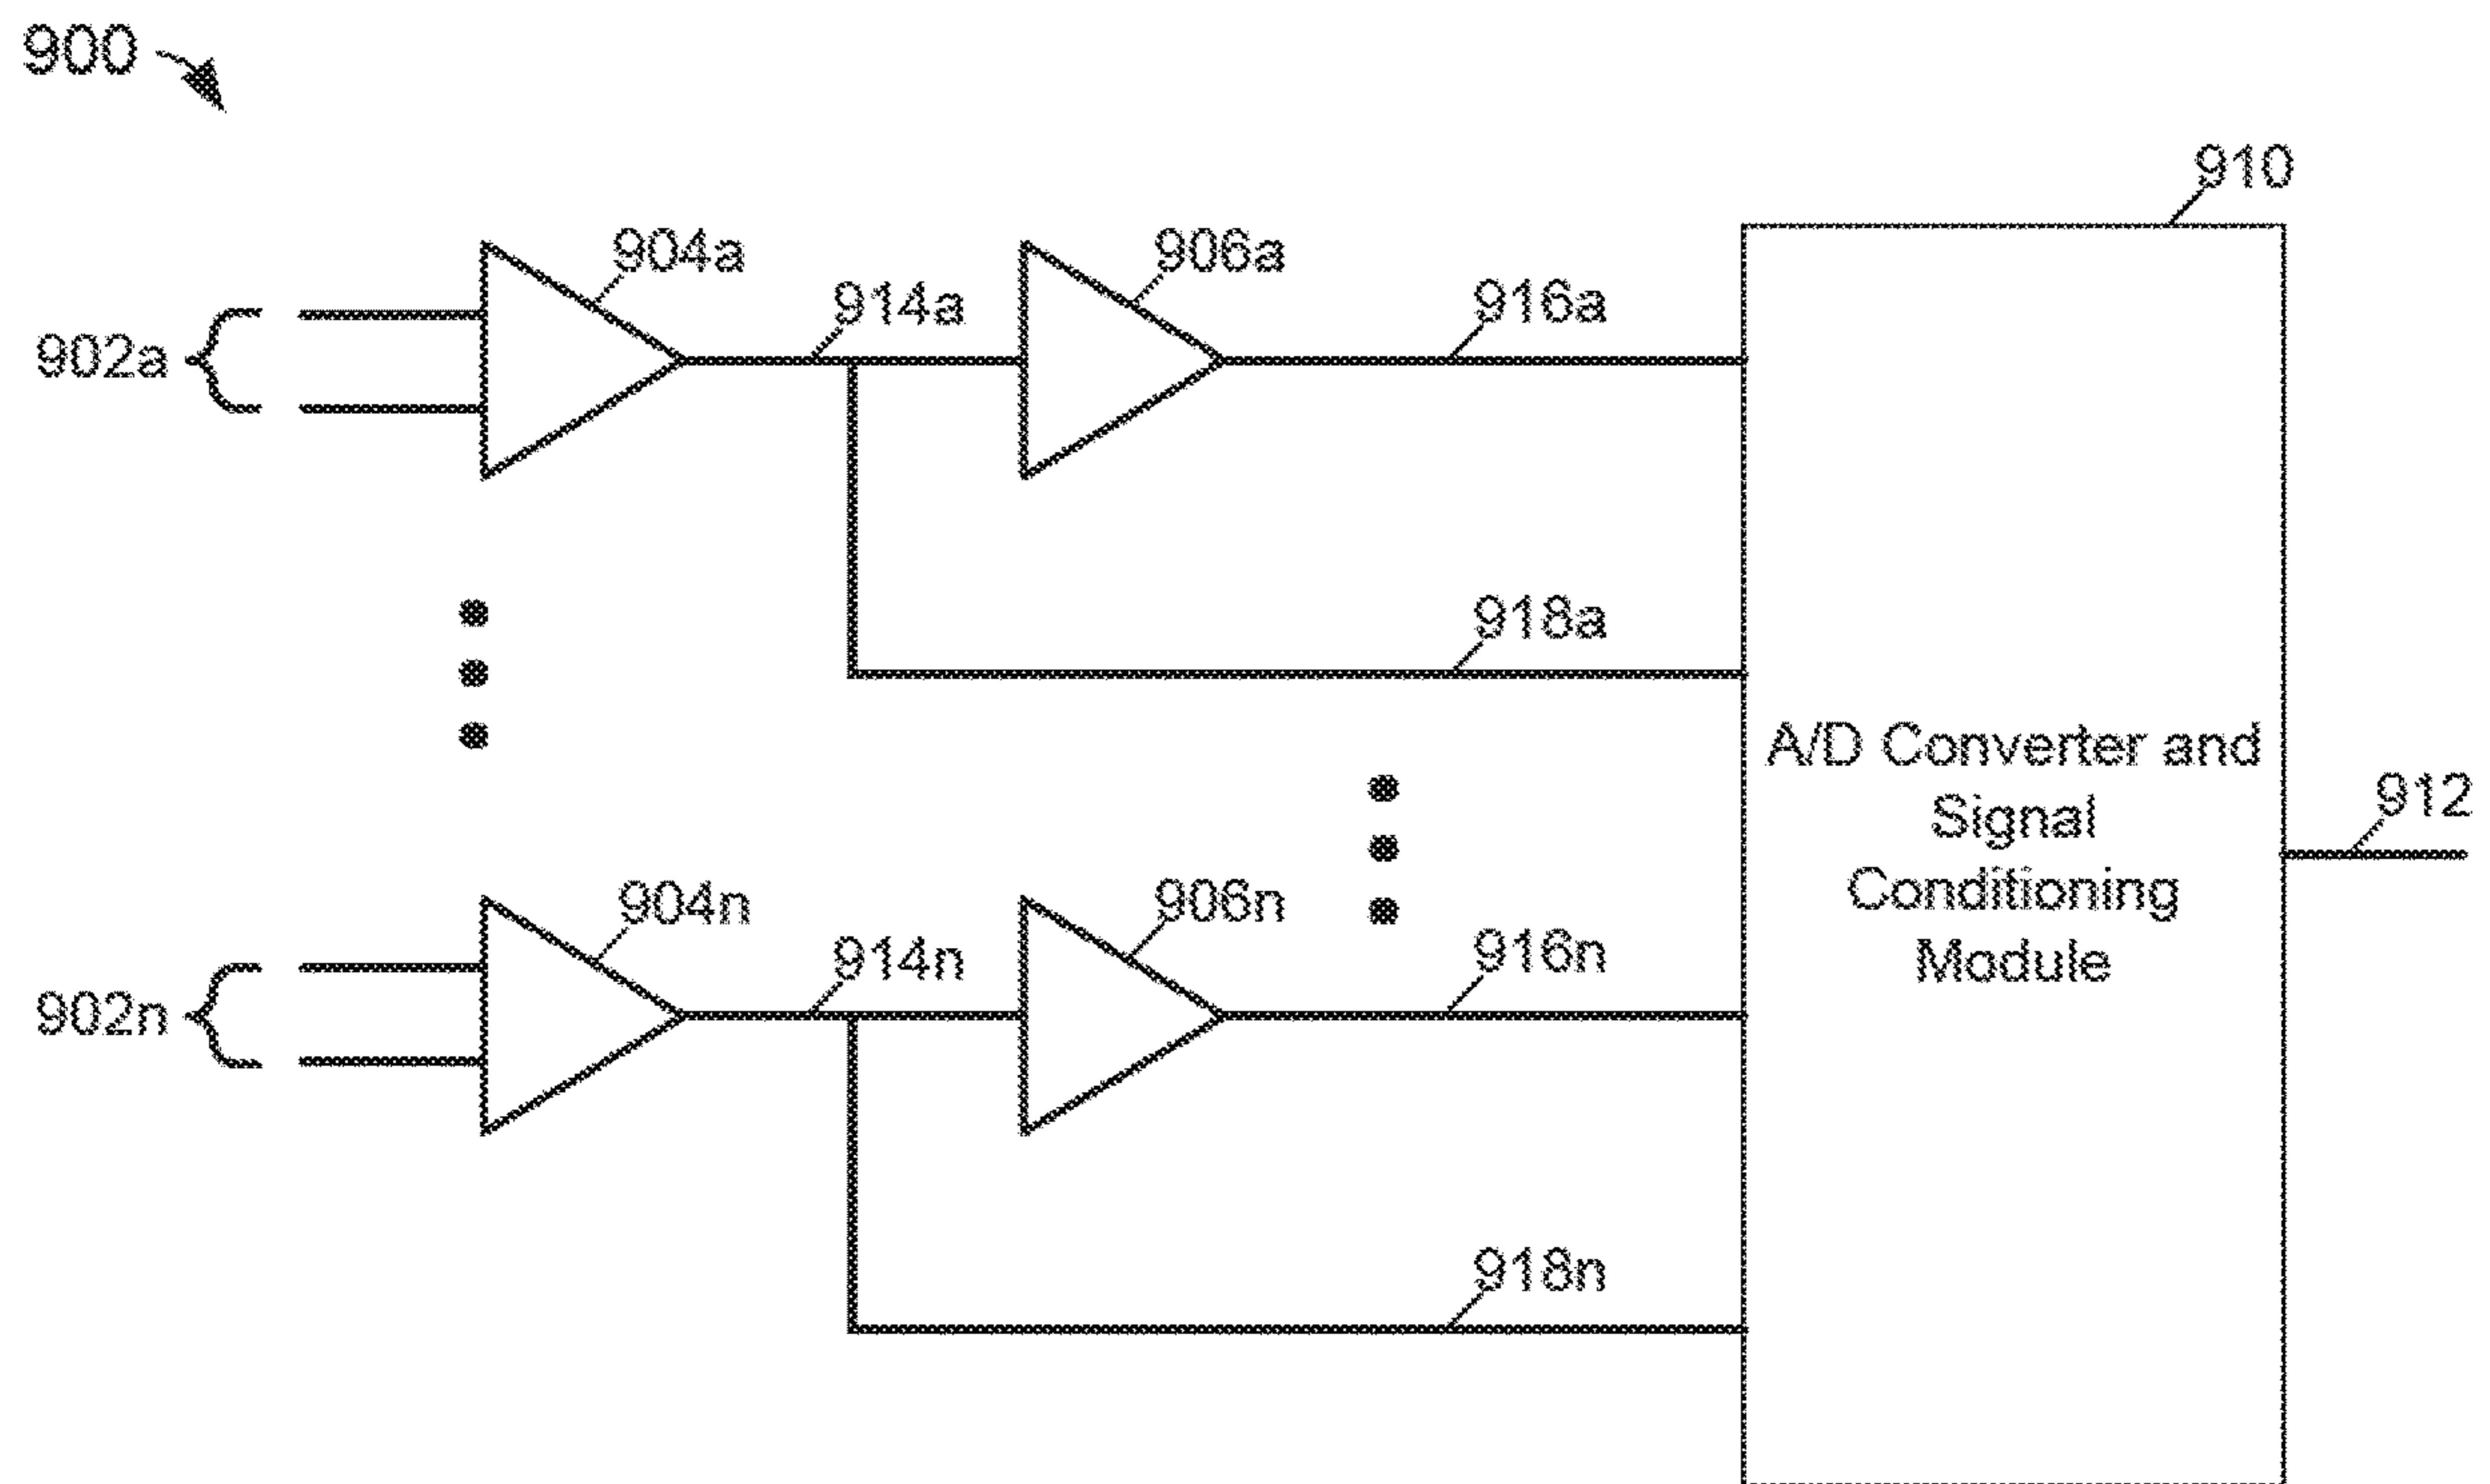 900
910
904a
906a
914a
916a
902a
918a
A/D Converter and
Signal
Conditioning
Module
912
904n
906n
914n
916n
902n
918n